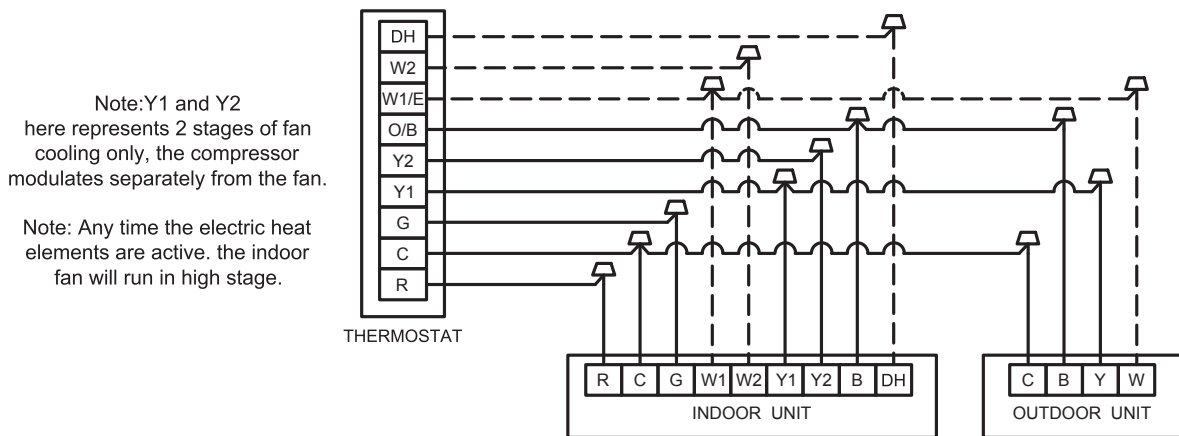 Note:Y1 and Y2
here represents 2 stages of fan
cooling only, the compressor
modulates separately from the fan.
Note: Any time the electric heat
elements are active. the indoor
fan will run in high stage.
DH
W2
W1/E
O/B
Y2
Y1
G
C
R
THERMOSTAT
R C G W1 W2 Y1 Y2 B DH
INDOOR UNIT
C B Y W
OUTDOOR UNIT